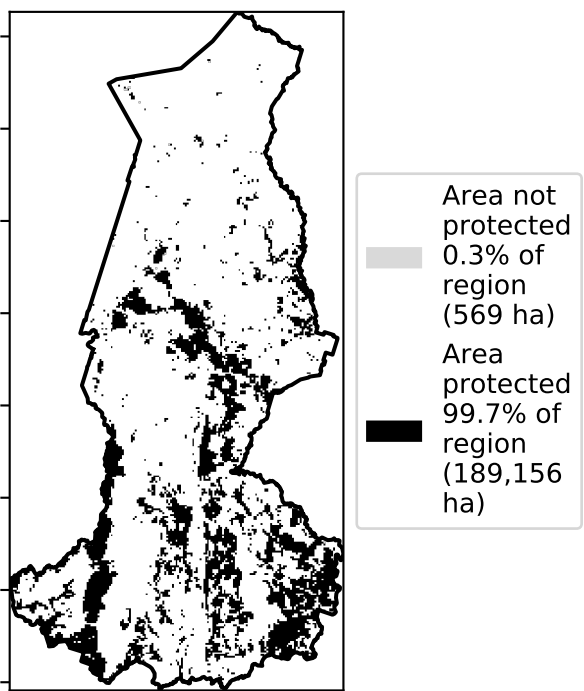 Area not
protected
0.3% of
region
(569 ha)
Area
protected
99.7% of
region
(189,156
ha)